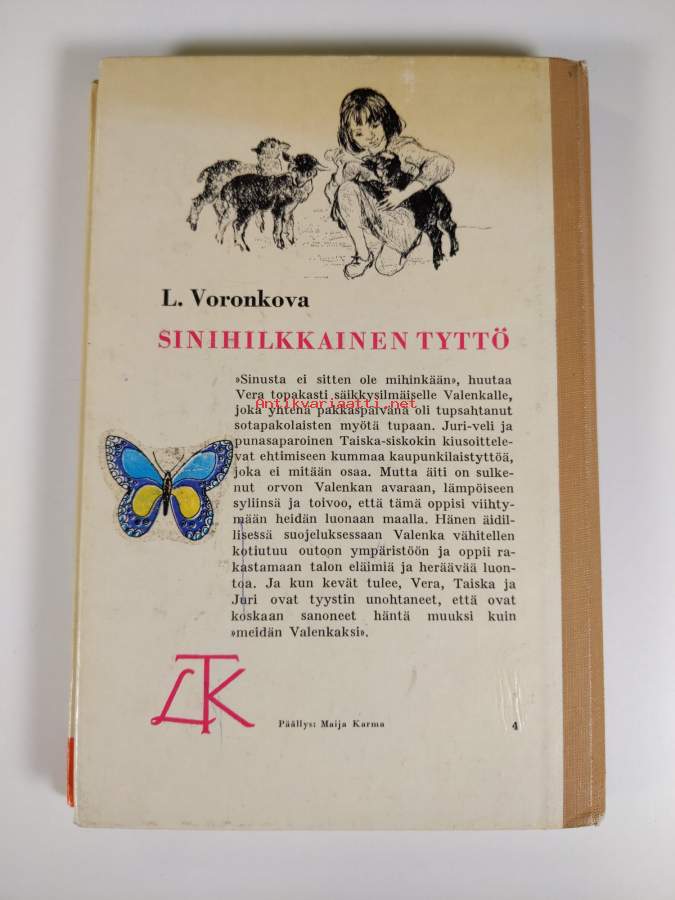 L. Voronkova
SINIHILKKAINEN TYTTÖ
»Sinusta ei sitten ole mihinkään», huutaa
Vera topakasti säikkysilmäiselle Valenkalle,
Antikvariaatti.net
joka yhtenä pakkaspäivänä oli tupsahtanut
sotapakolaisten myötä tupaan. Juri-veli ja
punasaparoinen Taiska-siskokin kiusoittele-
vat ehtimiseen kummaa kaupunkilaistyttöä,
joka ei mitään osaa. Mutta äiti on sulke-
nut orvon Valenkan avaraan, lämpöiseen
syliinsä ja toivoo, että tämä oppisi viihty-
mään heidän luonaan maalla. Hänen äidil-
lisessä suojeluksessaan Valenka vähitellen
kotiutuu outoon ympäristöön ja oppii ra-
kastamaan talon eläimiä ja heräävää luon-
toa. Ja kun kevät tulee, Vera, Taiska ja
Juri ovat tyystin unohtaneet, että ovat
koskaan sanoneet häntä muuksi kuin
»meidän Valenkaksi».
LTK
Päällys: Maija Karma
4